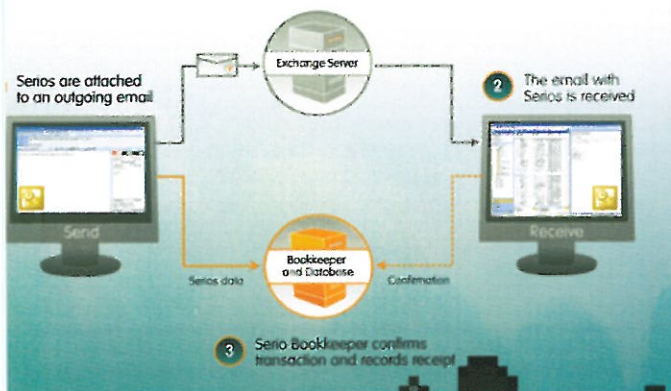 Serios are attached
to an outgoing email
Exchange Server
2 The email with
Serios is received
Send
Receive
Bookkeeper
and Database
Serios data
Confirmation
3 Serio Bookkeeper confirms
transaction and records receipt